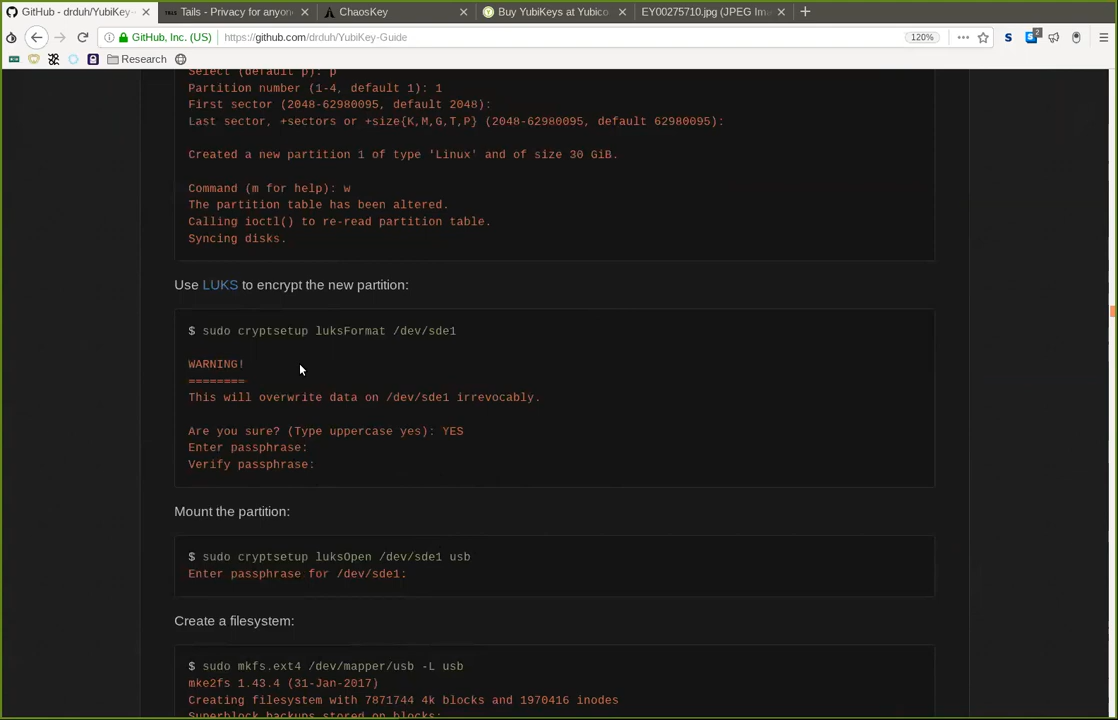 GitHub - drduh/YubiKey-
Tails - Privacy for anyon
ChaosKey
Buy YubiKeys at Yubico
EY00275710.jpg (JPEG Im
GitHub, Inc. (US)
https://github.com/drduh/YubiKey-Guide
120%
S
2
Research
Select (default p): p
Partition number (1-4, default 1): 1
First sector (2048-62980095, default 2048):
Last sector, +sectors or +size{K,M,G,T,P} (2048-62980095, default 62980095):
Created a new partition 1 of type 'Linux' and of size 30 GiB.
Command (m for help): w
The partition table has been altered.
Calling ioctl() to re-read partition table.
Syncing disks.
Use LUKS to encrypt the new partition:
$ sudo cryptsetup luksFormat /dev/sde1
WARNING!
========
This will overwrite data on /dev/sde1 irrevocably.
Are you sure? (Type uppercase yes): YES
Enter passphrase:
Verify passphrase:
Mount the partition:
$ sudo cryptsetup luksOpen /dev/sde1 usb
Enter passphrase for /dev/sde1:
Create a filesystem:
$ sudo mkfs.ext4 /dev/mapper/usb -L usb
mke2fs 1.43.4 (31-Jan-2017)
Creating filesystem with 7871744 4k blocks and 1970416 inodes
Superblock backups stored on blocks: